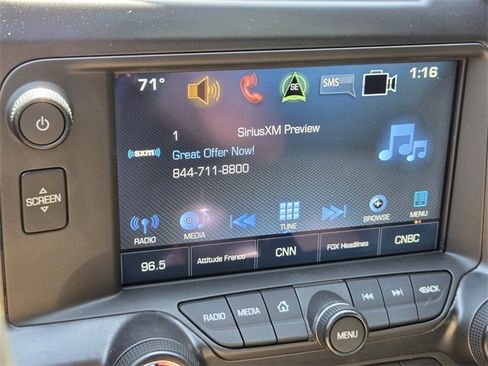 71°
SE
SMS
1:16
1 SiriusXM Preview
((SXM))
Great Offer Now!
844-711-8800
SCREEN
RADIO
MEDIA
TUNE
BROWSE
MENU
96.5
Attitude Franco
CNN
FOX Headlines
CNBC
RADIO
MEDIA
MENU
BACK